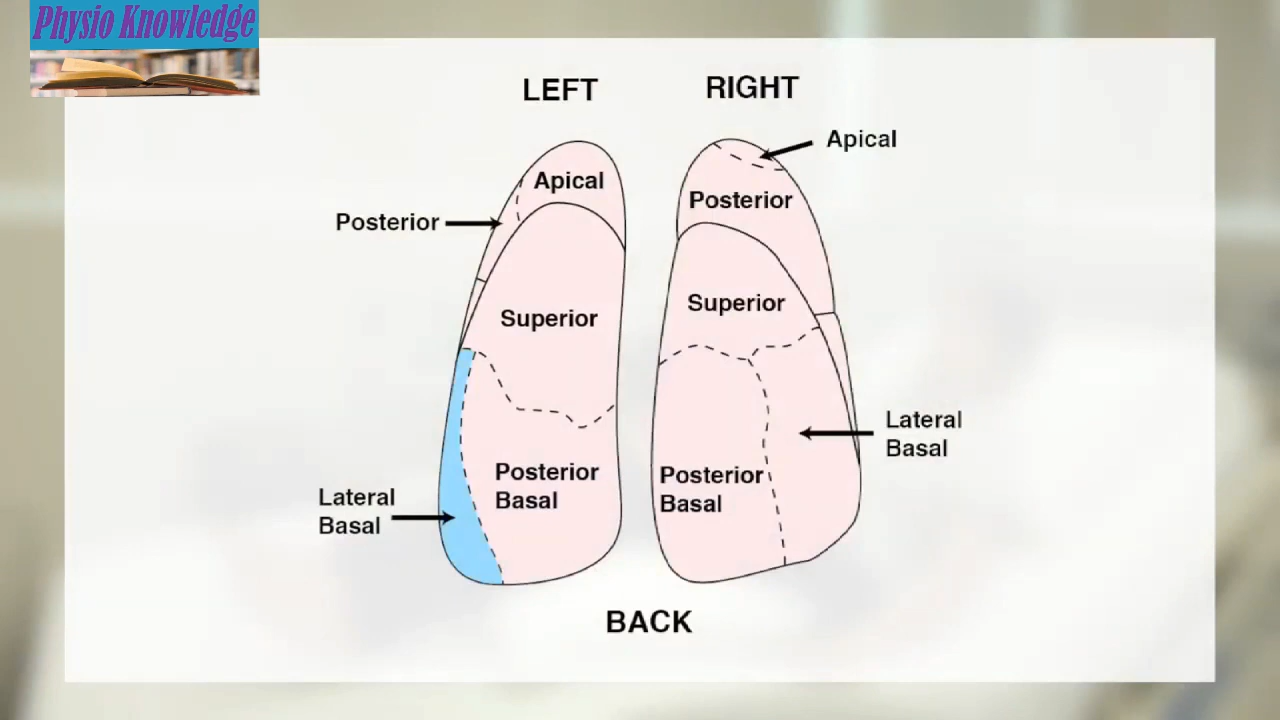 Physio Knowledge
LEFT
RIGHT
Apical
Apical
Posterior
Posterior
Superior
Superior
Lateral
Basal
Posterior
Basal
Posterior
Basal
Lateral
Basal
BACK